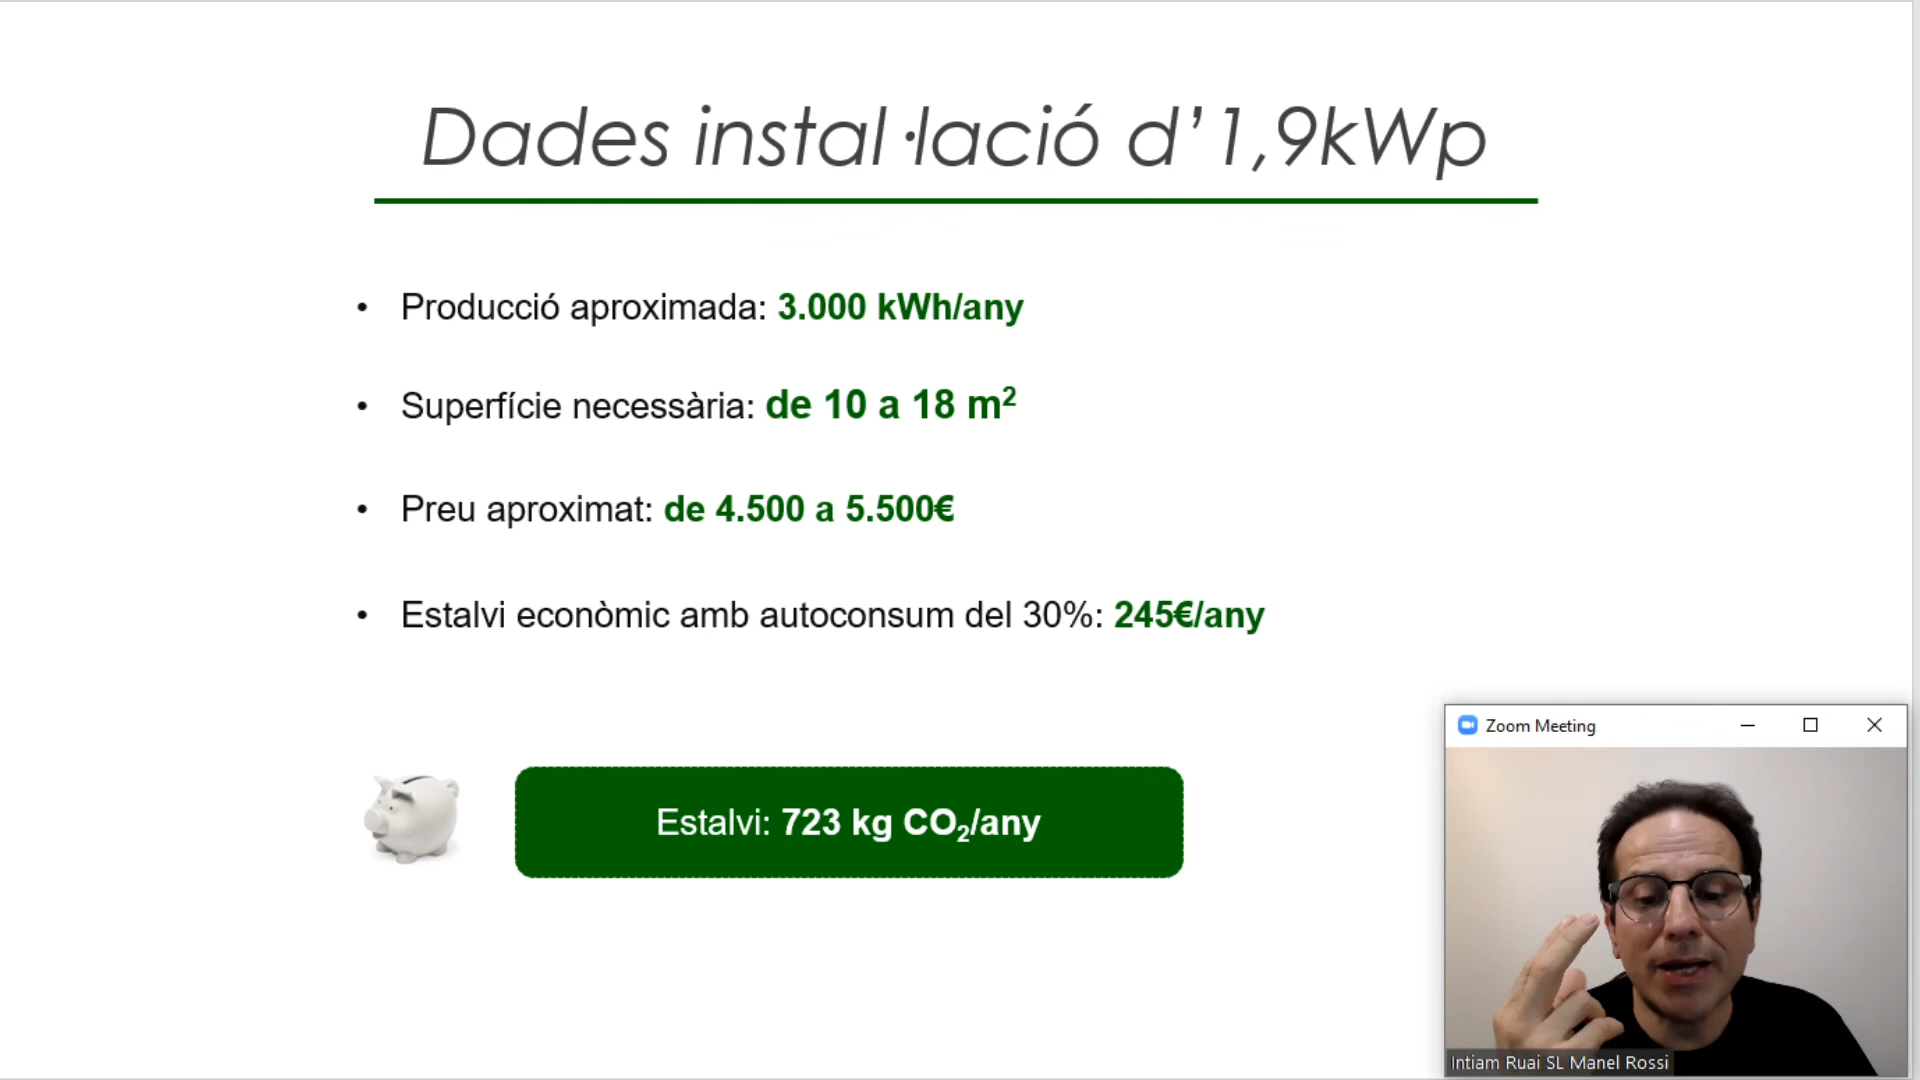 Dades instal·lació d’1,9kWp
• Producció aproximada: 3.000 kWh/any
• Superfície necessària: de 10 a 18 m²
• Preu aproximat: de 4.500 a 5.500€
• Estalvi econòmic amb autoconsum del 30%: 245€/any
Estalvi: 723 kg CO₂/any
Zoom Meeting
Intiam Ruai SL Manel Rossi